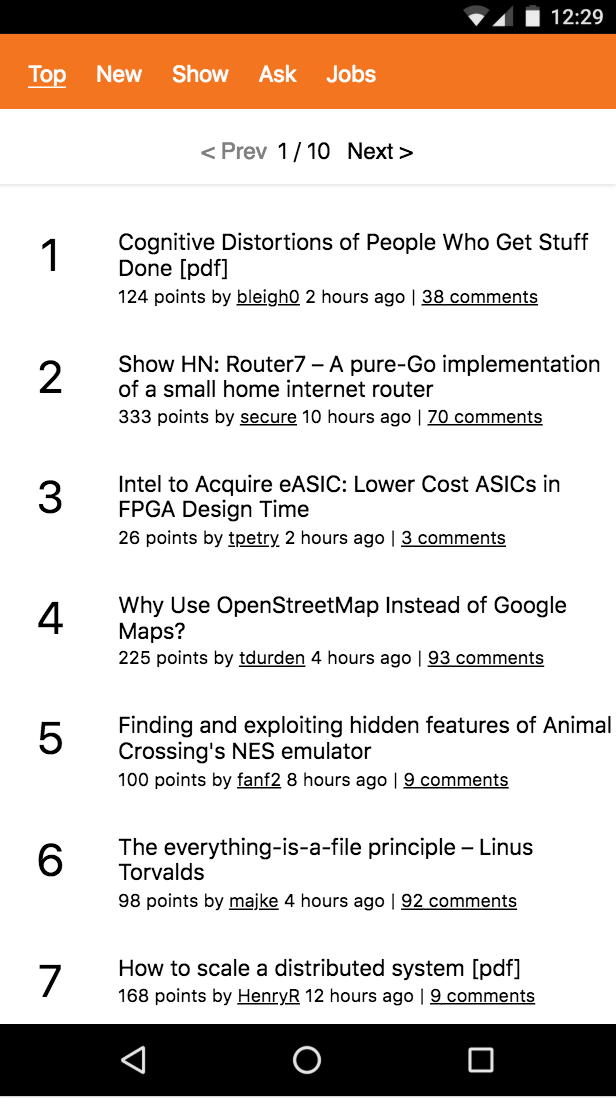 12:29
Top New Show Ask Jobs
< Prev 1 / 10 Next >
1
Cognitive Distortions of People Who Get Stuff
Done [pdf]
124 points by bleigh0 2 hours ago | 38 comments
2
Show HN: Router7 – A pure-Go implementation
of a small home internet router
333 points by secure 10 hours ago | 70 comments
3
Intel to Acquire eASIC: Lower Cost ASICs in
FPGA Design Time
26 points by tpetry 2 hours ago | 3 comments
4
Why Use OpenStreetMap Instead of Google
Maps?
225 points by tdurden 4 hours ago | 93 comments
5
Finding and exploiting hidden features of Animal
Crossing's NES emulator
100 points by fanf2 8 hours ago | 9 comments
6
The everything-is-a-file principle – Linus
Torvalds
98 points by majke 4 hours ago | 92 comments
7
How to scale a distributed system [pdf]
168 points by HenryR 12 hours ago | 9 comments